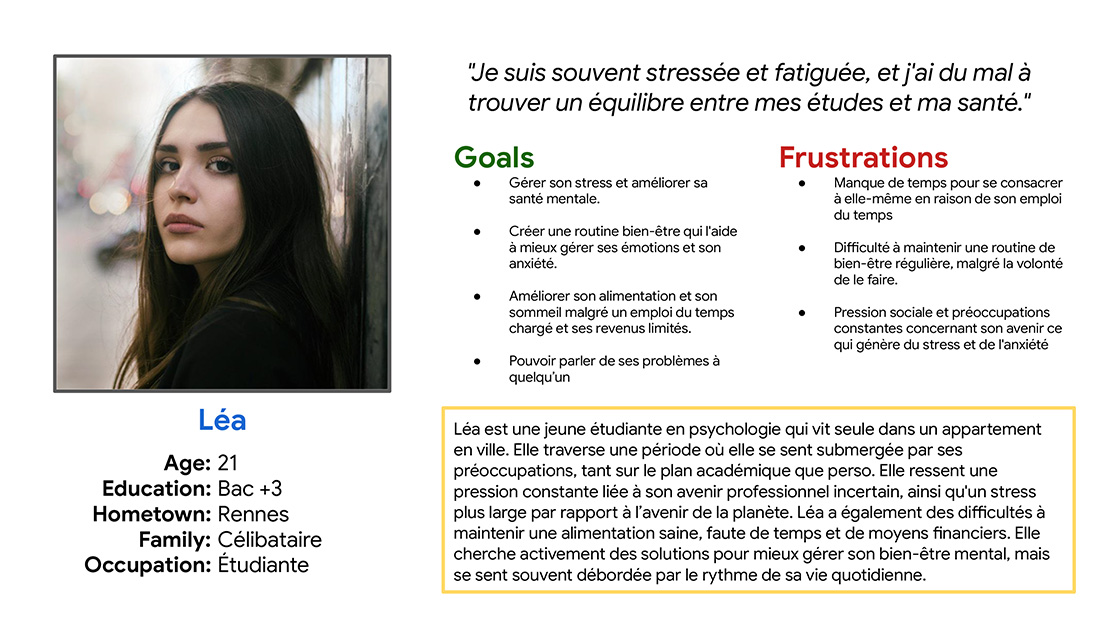 "Je suis souvent stressée et fatiguée, et j'ai du mal à
trouver un équilibre entre mes études et ma santé."
Goals
● Gérer son stress et améliorer sa
santé mentale.
● Créer une routine bien-être qui l'aide
à mieux gérer ses émotions et son
anxiété.
● Améliorer son alimentation et son
sommeil malgré un emploi du temps
chargé et ses revenus limités.
● Pouvoir parler de ses problèmes à
quelqu'un
Frustrations
● Manque de temps pour se consacrer
à elle-même en raison de son emploi
du temps
● Difficulté à maintenir une routine de
bien-être régulière, malgré la volonté
de le faire.
● Pression sociale et préoccupations
constantes concernant son avenir ce
qui génère du stress et de l'anxiété
Léa
Age: 21
Education: Bac +3
Hometown: Rennes
Family: Célibataire
Occupation: Étudiante
Léa est une jeune étudiante en psychologie qui vit seule dans un appartement
en ville. Elle traverse une période où elle se sent submergée par ses
préoccupations, tant sur le plan académique que perso. Elle ressent une
pression constante liée à son avenir professionnel incertain, ainsi qu'un stress
plus large par rapport à l'avenir de la planète. Léa a également des difficultés à
maintenir une alimentation saine, faute de temps et de moyens financiers. Elle
cherche activement des solutions pour mieux gérer son bien-être mental, mais
se sent souvent débordée par le rythme de sa vie quotidienne.